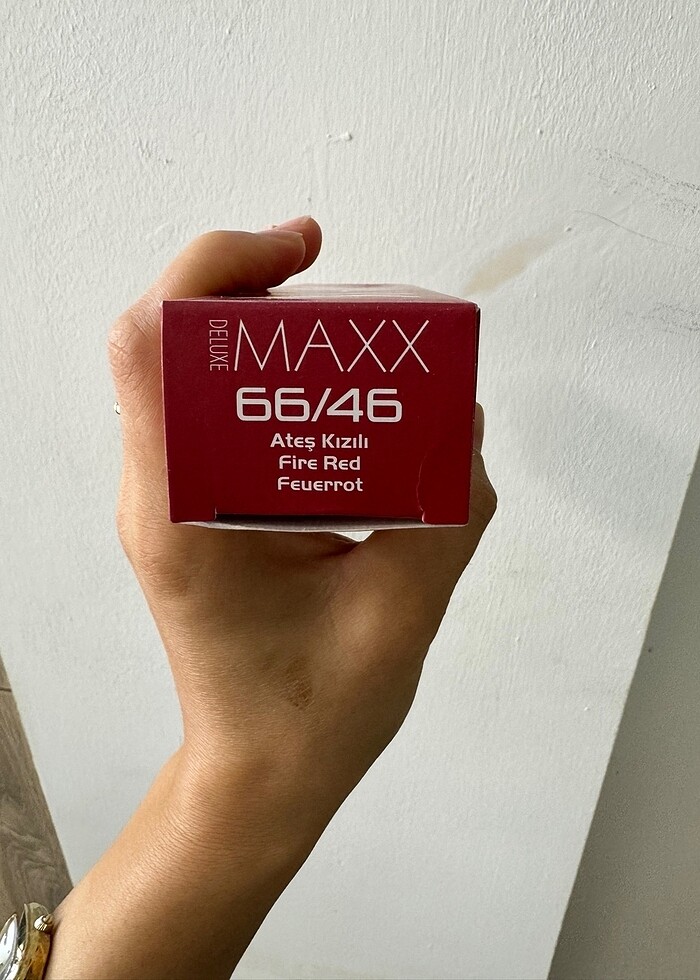 DELUXE MAXX
66/46
Ateş Kızılı
Fire Red
Feuerrot